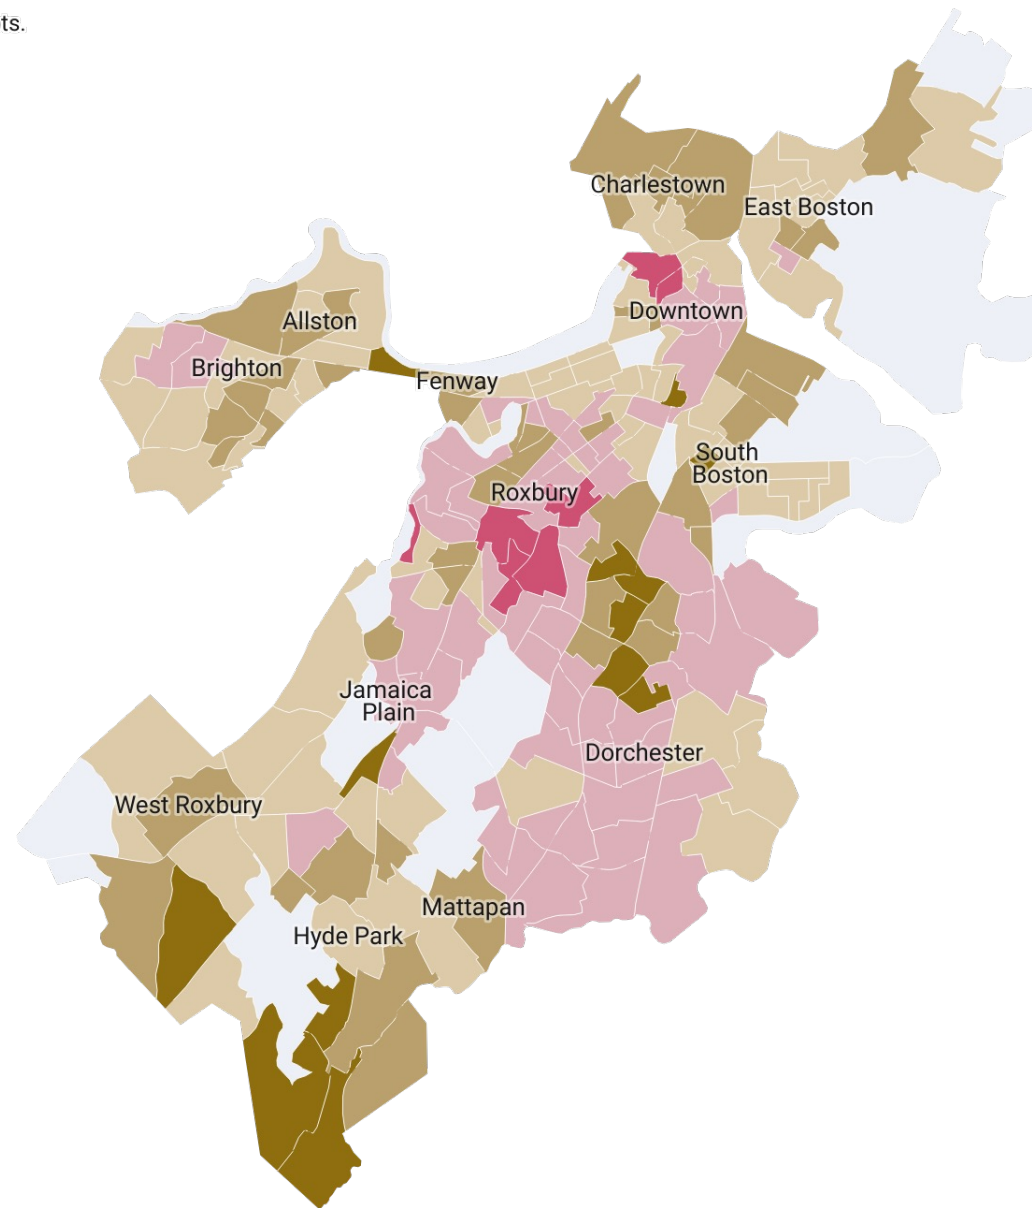 ts.
Charlestown
East Boston
Downtown
Allston
Brighton
Fenway
South
Boston
Roxbury
Jamaica
Plain
Dorchester
West Roxbury
Mattapan
Hyde Park